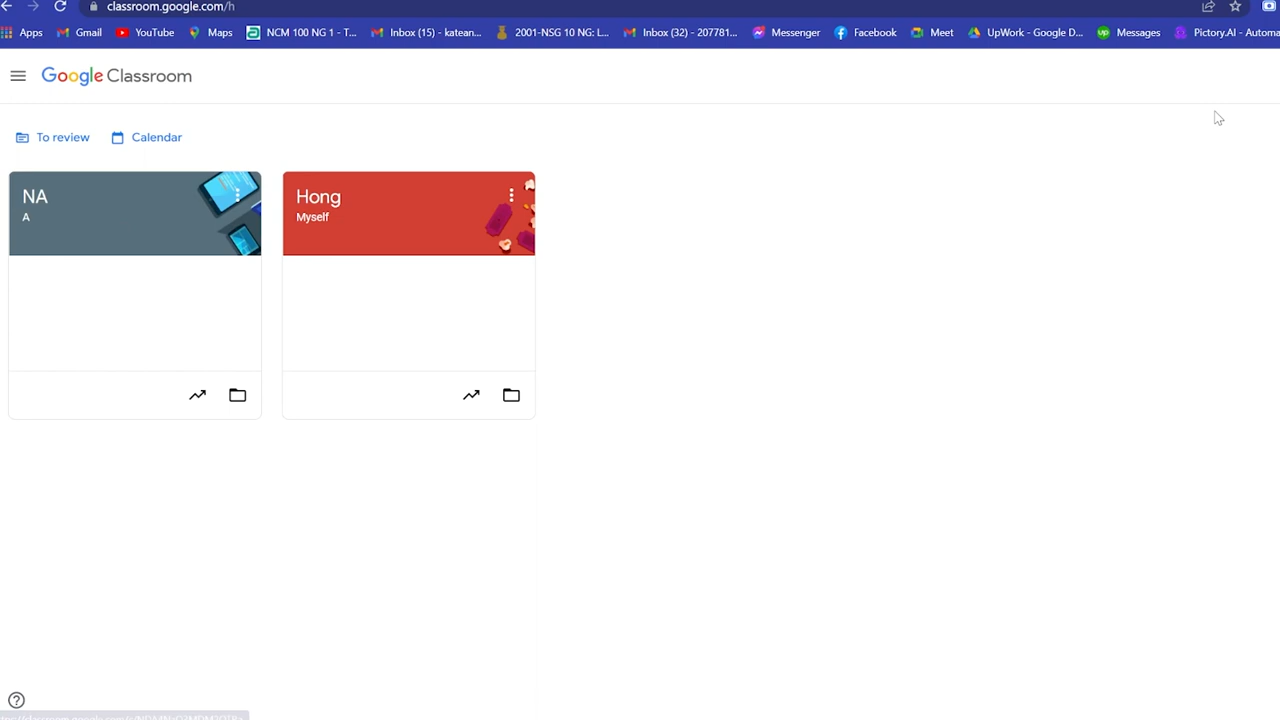 classroom.google.com/h
Apps Gmail YouTube Maps NCM 100 NG 1 - T... Inbox (15) - katean... 2001-NSG 10 NG: L... Inbox (32) - 207781... Messenger Facebook Meet UpWork - Google D... Messages Pictory.AI - Automa
Google Classroom
To review Calendar
NA
A
Hong
Myself